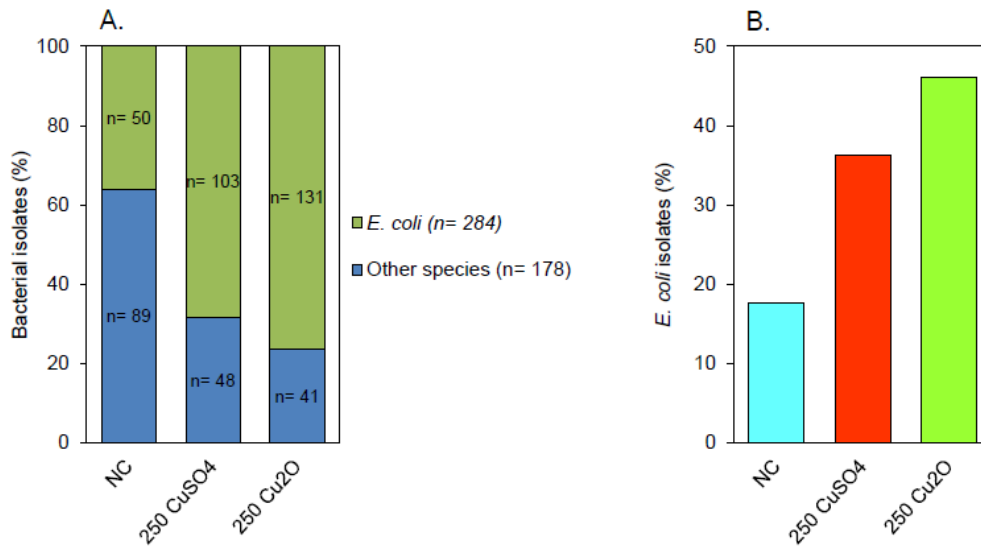 A.
Bacterial isolates (%)
100
80
60
40
20
0
n= 50
n= 89
n= 103
n= 48
n= 131
n= 41
NC
250 CuSO4
250 Cu2O
E. coli (n= 284)
Other species (n= 178)
B.
E. coli isolates (%)
50
40
30
20
10
0
NC
250 CuSO4
250 Cu2O